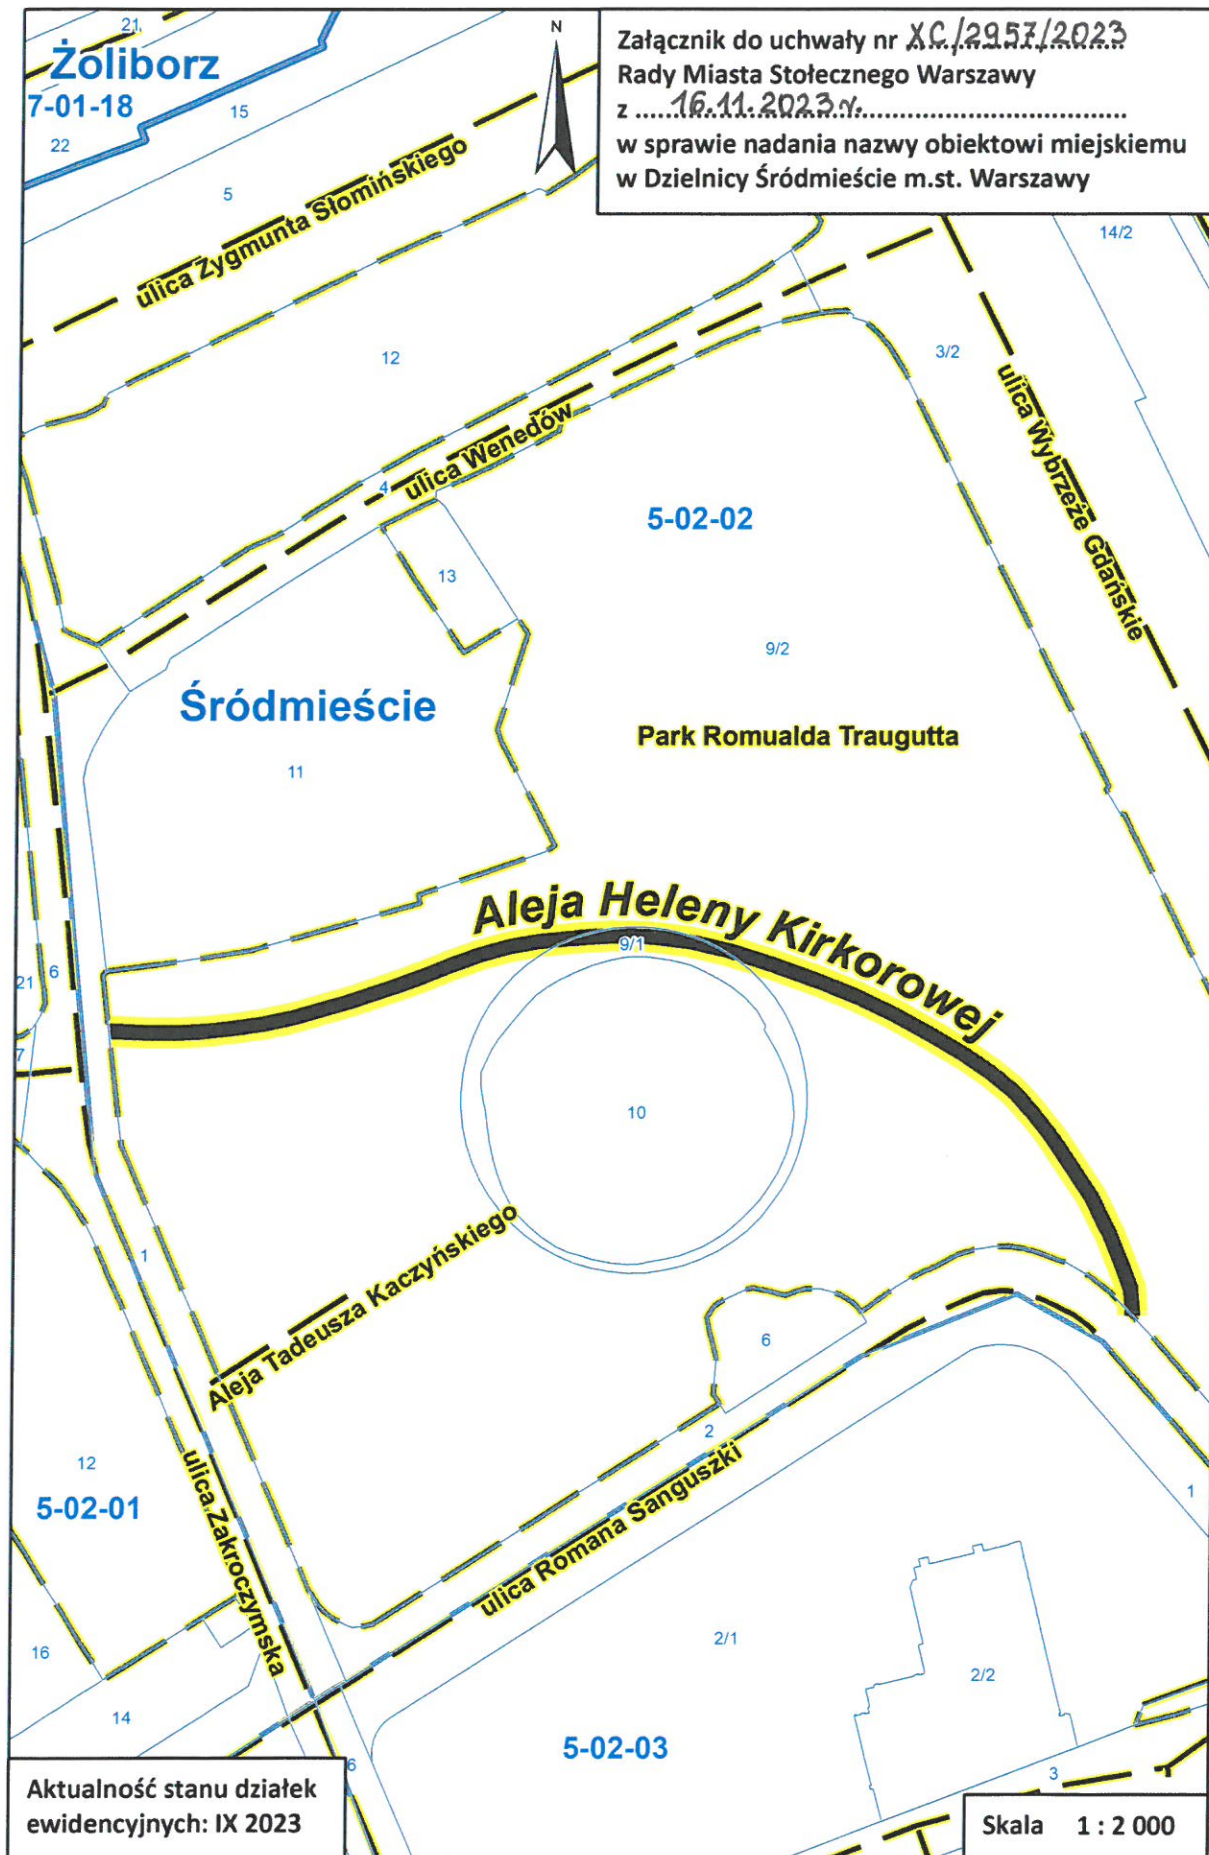 Załącznik do uchwały nr XC/2957/2023
Rady Miasta Stołecznego Warszawy
z 16.11.2023 r.
w sprawie nadania nazwy obiektowi miejskiemu
w Dzielnicy Śródmieście m.st. Warszawy
N
21
Żoliborz
7-01-18
15
22
5
ulica Zygmunta Słomińskiego
14/2
12
3/2
ulica Wybrzeże Gdańskie
4
ulica Wenedów
5-02-02
13
9/2
Śródmieście
Park Romualda Traugutta
11
Aleja Heleny Kirkorowej
9/1
21
6
7
10
1
Aleja Tadeusza Kaczyńskiego
6
2
12
5-02-01
ulica Zakroczymska
ulica Romana Sanguszki
1
16
2/1
2/2
14
5-02-03
6
3
1
Aktualność stanu działek
ewidencyjnych: IX 2023
Skala 1 : 2 000